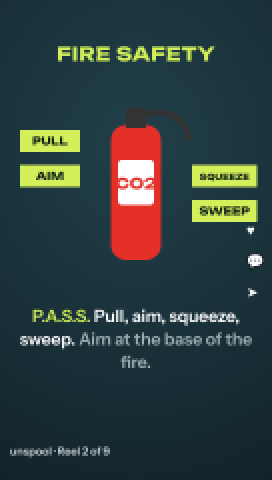 FIRE SAFETY
PULL
AIM
CO2
SQUEEZE
SWEEP
P.A.S.S. Pull, aim, squeeze,
sweep. Aim at the base of the
fire.
unspool · Reel 2 of 9